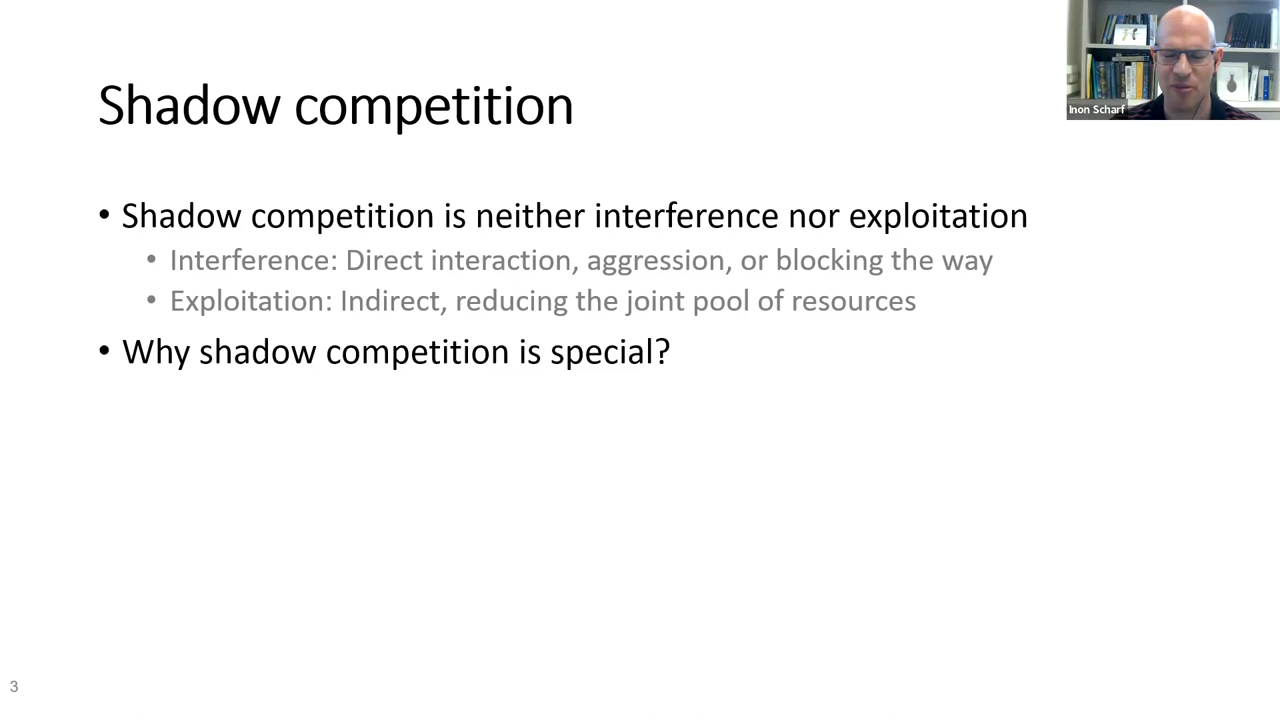 Inon Scharf
Shadow competition
• Shadow competition is neither interference nor exploitation
• Interference: Direct interaction, aggression, or blocking the way
• Exploitation: Indirect, reducing the joint pool of resources
• Why shadow competition is special?
3